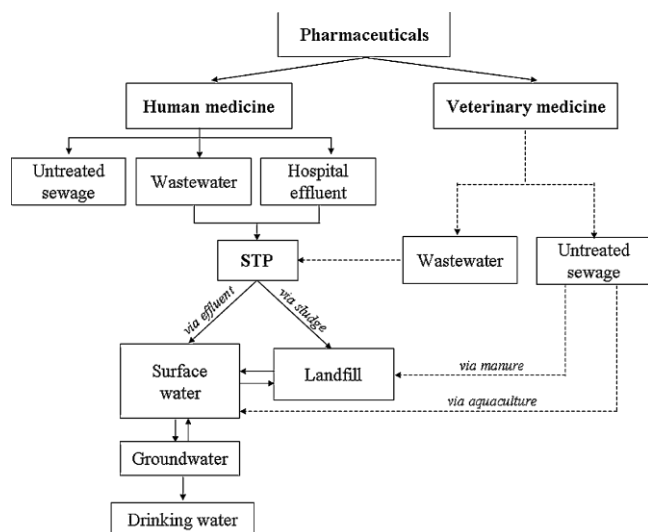 Pharmaceuticals
Human medicine
Veterinary medicine
Untreated
sewage
Wastewater
Hospital
effluent
STP
Wastewater
Untreated
sewage
via effluent
via sludge
Surface
water
Landfill
via manure
via aquaculture
Groundwater
Drinking water